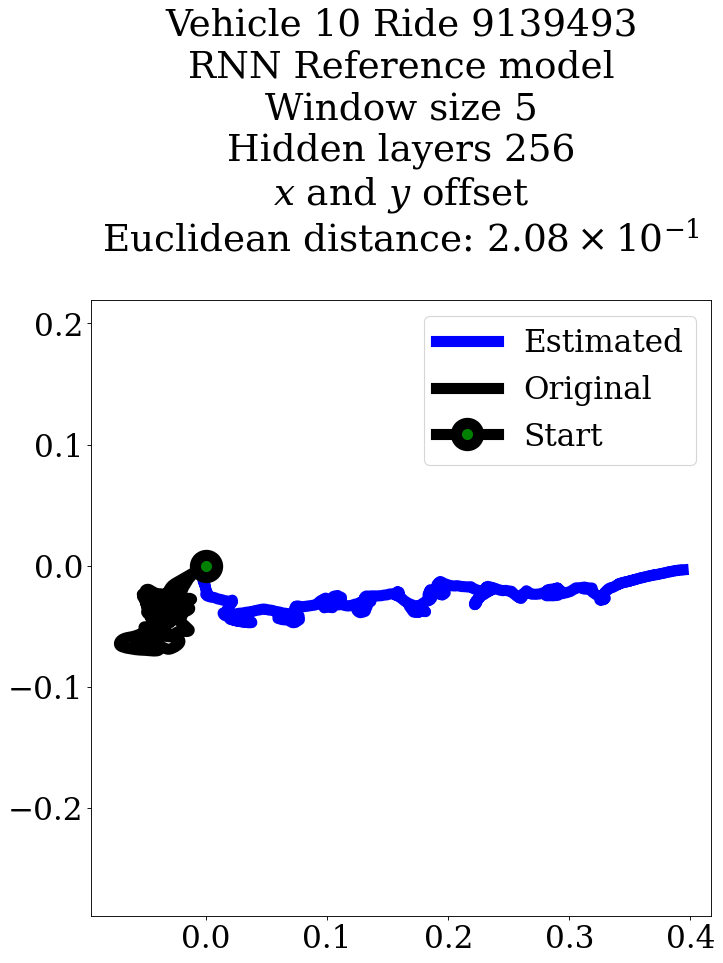 Vehicle 10 Ride 9139493
RNN Reference model
Window size 5
Hidden layers 256
x and y offset
Euclidean distance: 2.08 × 10⁻¹
Estimated
Original
Start
0.2
0.1
0.0
−0.1
−0.2
0.0 0.1 0.2 0.3 0.4